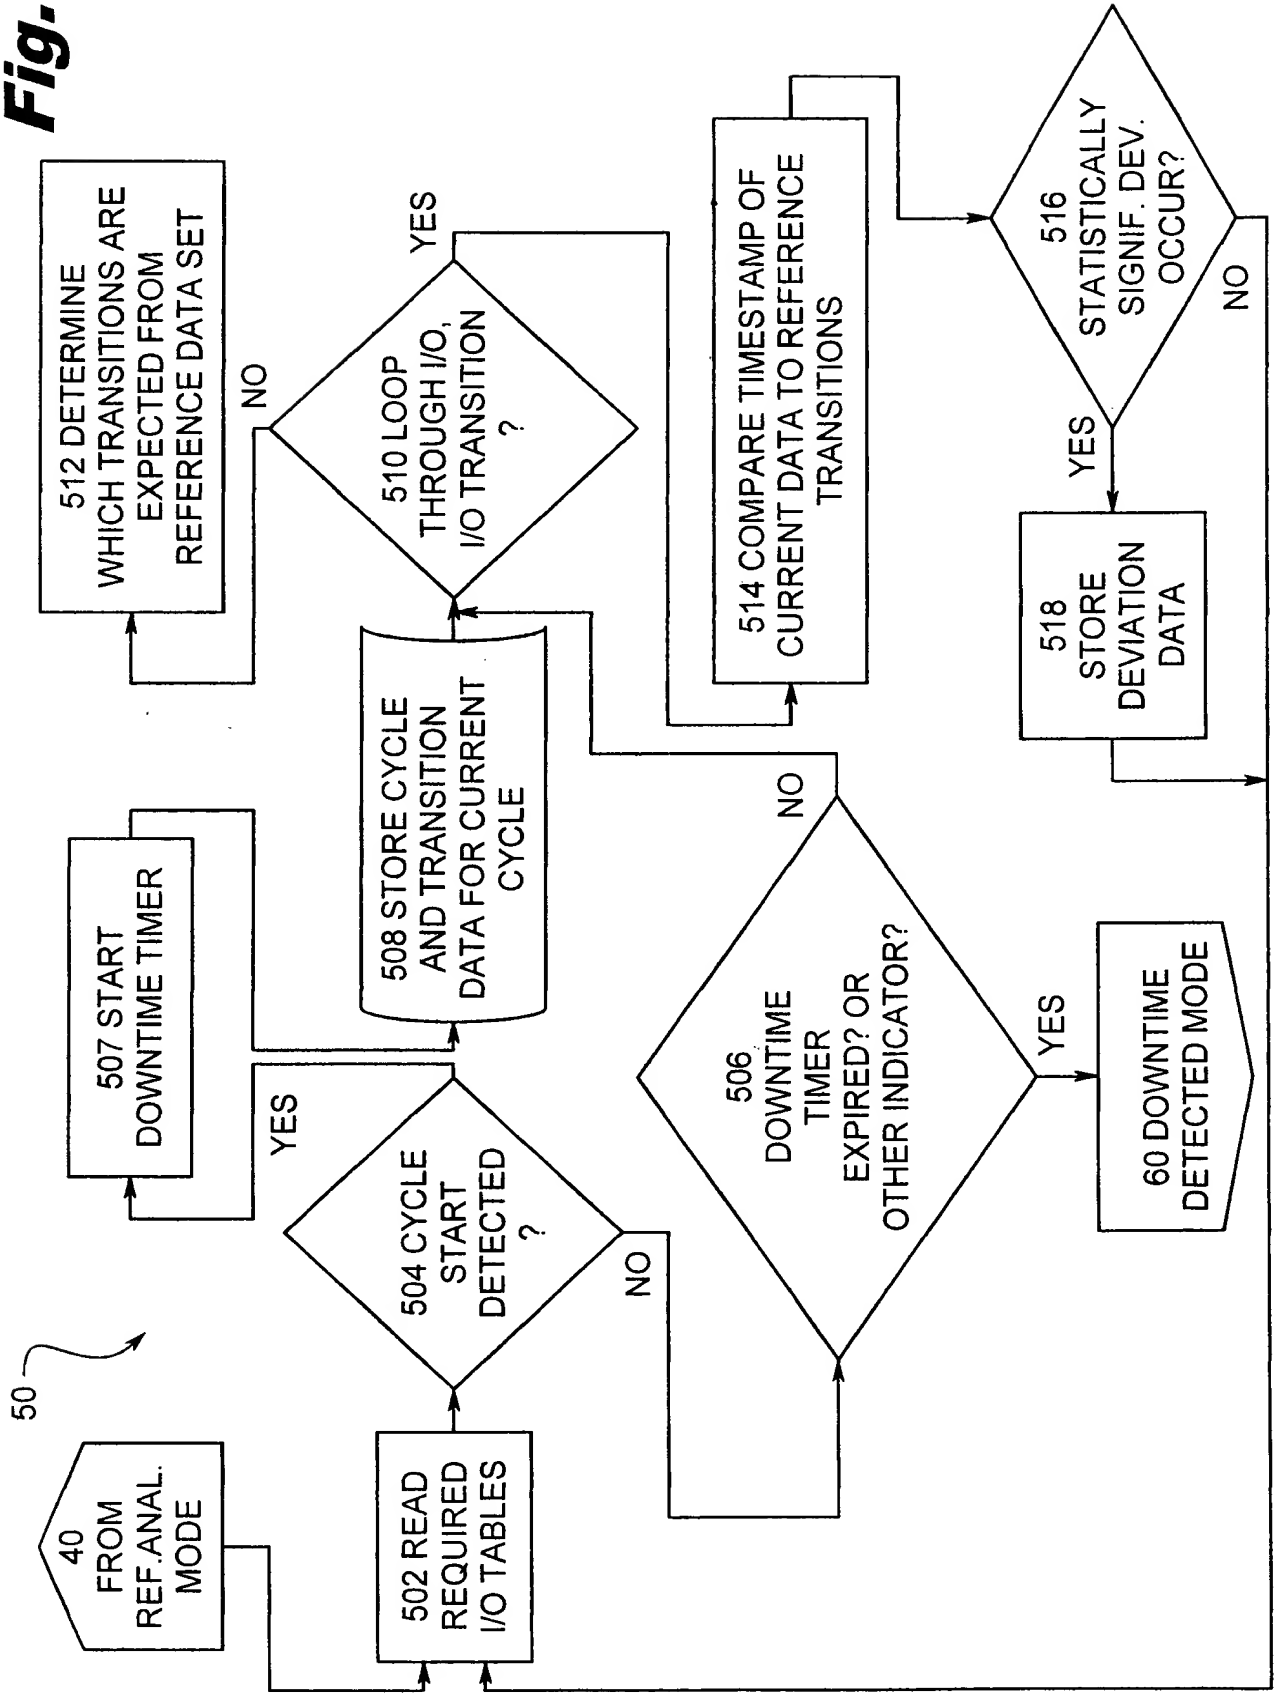 Fig.
50
40
FROM
REF.ANAL.
MODE
502 READ
REQUIRED
I/O TABLES
504 CYCLE
START
DETECTED
?
YES
NO
507 START
DOWNTIME TIMER
508 STORE CYCLE
AND TRANSITION
DATA FOR CURRENT
CYCLE
506
DOWNTIME
TIMER
EXPIRED? OR
OTHER INDICATOR?
NO
YES
60 DOWNTIME
DETECTED MODE
510 LOOP
THROUGH I/O,
I/O TRANSITION
?
NO
YES
512 DETERMINE
WHICH TRANSITIONS ARE
EXPECTED FROM
REFERENCE DATA SET
514 COMPARE TIMESTAMP OF
CURRENT DATA TO REFERENCE
TRANSITIONS
516
STATISTICALLY
SIGNIF. DEV.
OCCUR?
YES
NO
518
STORE
DEVIATION
DATA